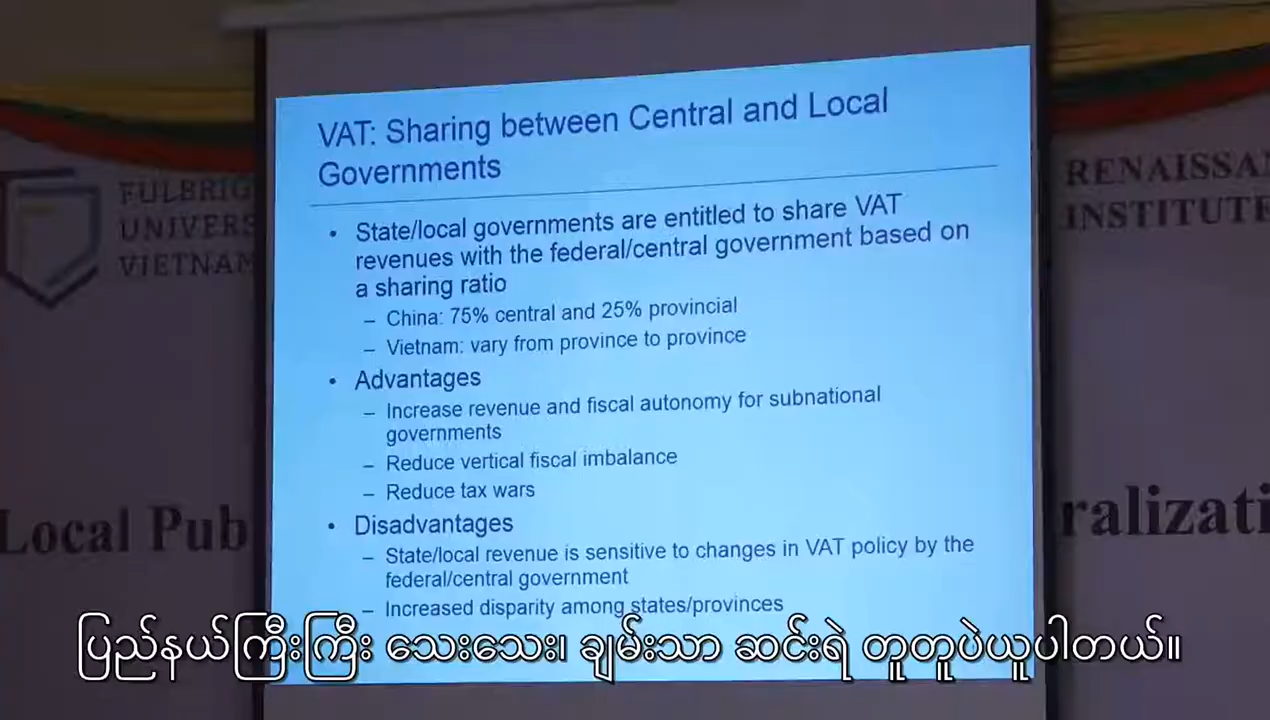 VAT: Sharing between Central and Local
Governments
• State/local governments are entitled to share VAT
revenues with the federal/central government based on
a sharing ratio
– China: 75% central and 25% provincial
– Vietnam: vary from province to province
• Advantages
– Increase revenue and fiscal autonomy for subnational
governments
– Reduce vertical fiscal imbalance
– Reduce tax wars
• Disadvantages
– State/local revenue is sensitive to changes in VAT policy by the
federal/central government
– Increased disparity among states/provinces
FULBRIG
UNIVERS
VIETNAM
RENAISSA
INSTITUTE
Local Pub
ralizati
ပြည်နယ်ကြီးကြီး သေးသေး၊ ချမ်းသာ ဆင်းရဲ တူတူပဲယူပါတယ်။